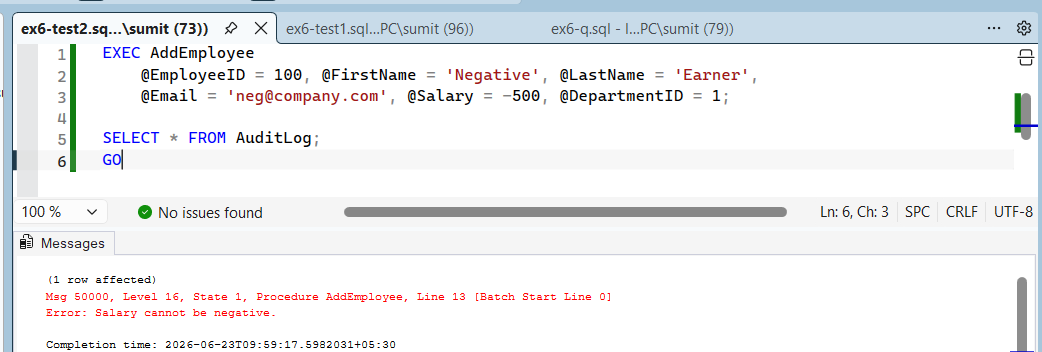 ex6-test2.sq...\sumit (73))
ex6-test1.sql...PC\sumit (96))
ex6-q.sql - l...PC\sumit (79))
1 EXEC AddEmployee
2 @EmployeeID = 100, @FirstName = 'Negative', @LastName = 'Earner',
3 @Email = 'neg@company.com', @Salary = -500, @DepartmentID = 1;
4
5 SELECT * FROM AuditLog;
6 GO
100 % No issues found Ln: 6, Ch: 3 SPC CRLF UTF-8
Messages
(1 row affected)
Msg 50000, Level 16, State 1, Procedure AddEmployee, Line 13 [Batch Start Line 0]
Error: Salary cannot be negative.
Completion time: 2026-06-23T09:59:17.5982031+05:30